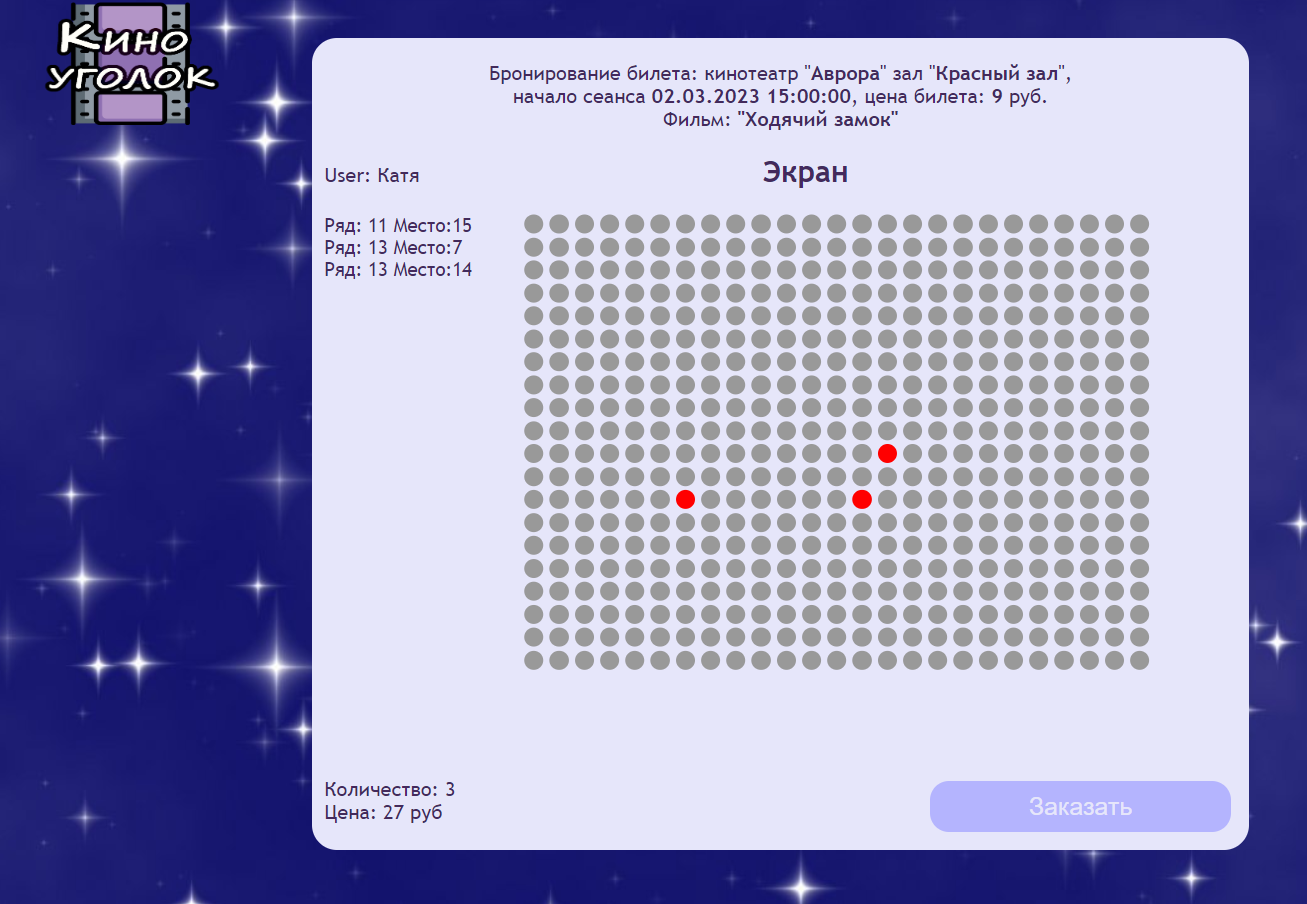 Кино
уголок
Бронирование билета: кинотеатр "Аврора" зал "Красный зал",
начало сеанса 02.03.2023 15:00:00, цена билета: 9 руб.
Фильм: "Ходячий замок"
User: Катя
Экран
Ряд: 11 Место:15
Ряд: 13 Место:7
Ряд: 13 Место:14
Количество: 3
Цена: 27 руб
Заказать